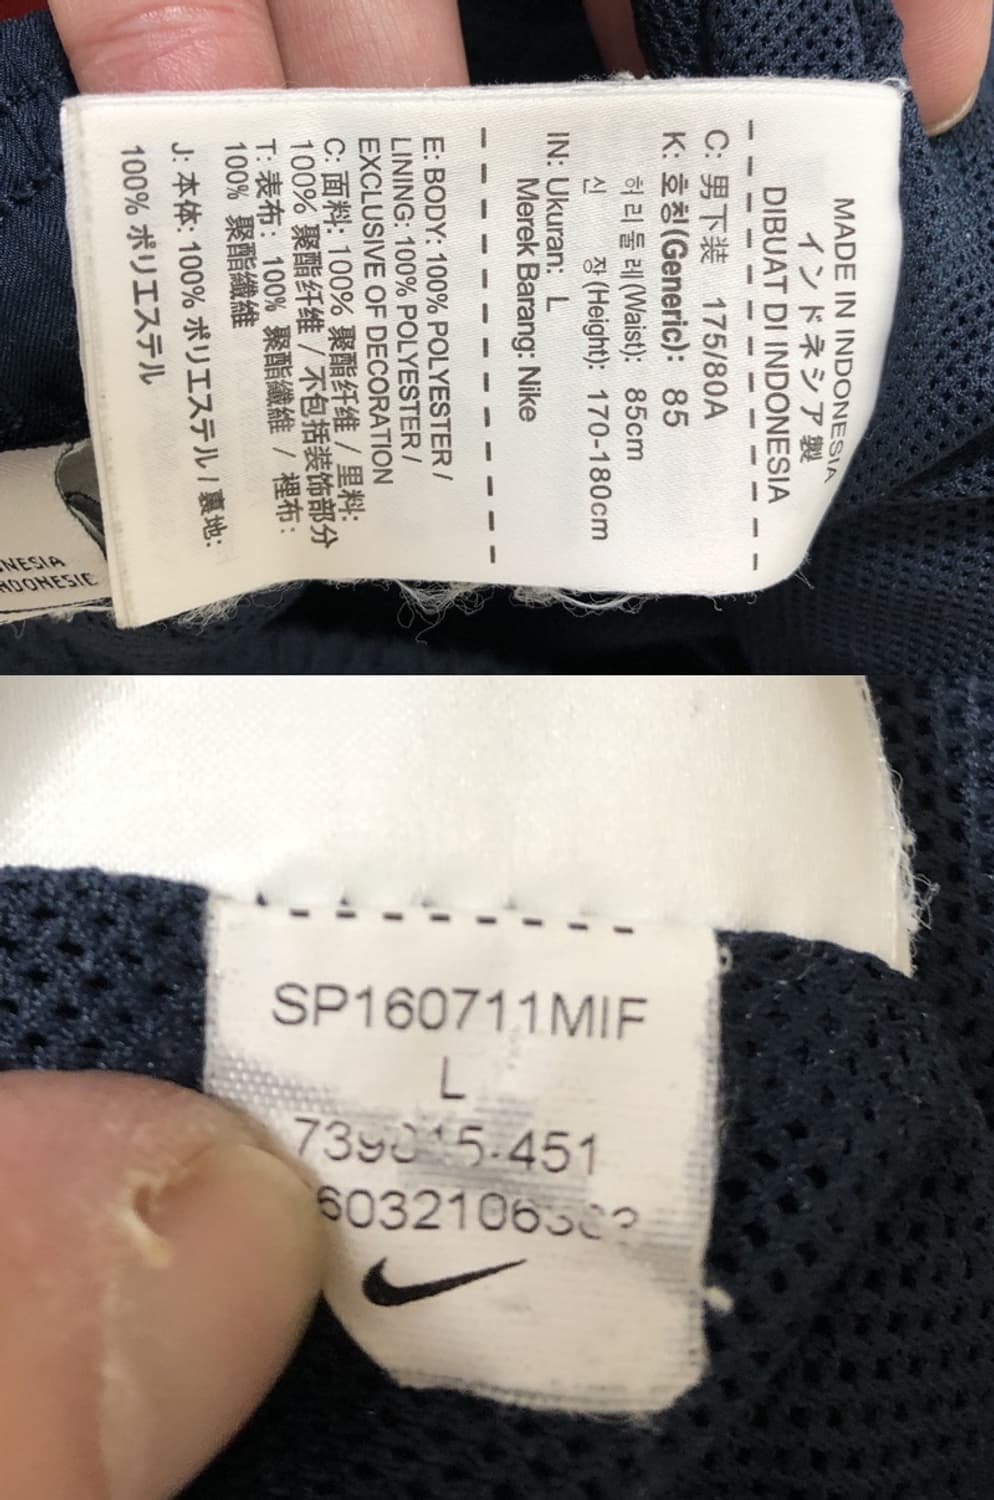 MADE IN INDONESIA
インドネシア製
DIBUAT DI INDONESIA
C: 男下装 175/80A
K: 호칭(Generic): 85
허리둘레(Waist): 85cm
신 장(Height): 170-180cm
IN: Ukuran: L
Merek Barang: Nike
E: BODY: 100% POLYESTER /
LINING: 100% POLYESTER /
EXCLUSIVE OF DECORATION
C: 面料: 100% 聚酯纤维 / 里料:
100% 聚酯纤维 / 不包括装饰部分
T: 表布: 100% 聚酯纖維 / 裡布:
100% 聚酯纖維
J: 本体: 100% ポリエステル / 裏地:
100% ポリエステル
NESIA
NDONESIE
SP160711MIF
L